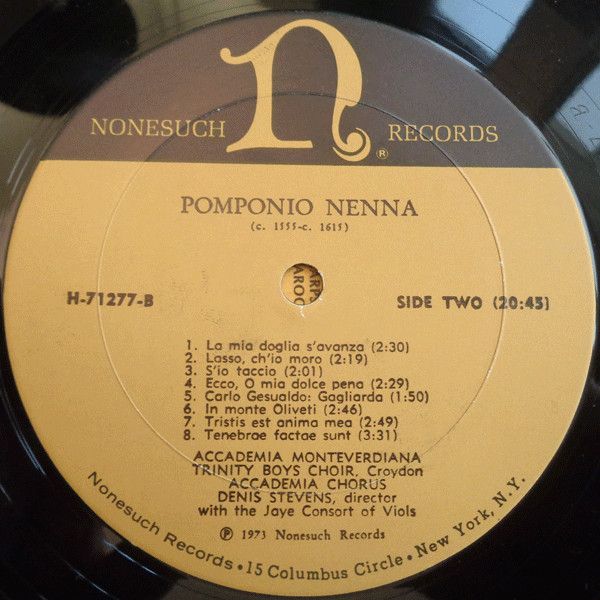 n
NONESUCH RECORDS
®
POMPONIO NENNA
(c. 1555-c. 1615)
H-71277-B SIDE TWO (20:45)
1. La mia doglia s'avanza (2:30)
2. Lasso, ch'io moro (2:19)
3. S'io taccio (2:01)
4. Ecco, O mia dolce pena (2:29)
5. Carlo Gesualdo: Gagliarda (1:50)
6. In monte Oliveti (2:46)
7. Tristis est anima mea (2:49)
8. Tenebrae factae sunt (3:31)
ACCADEMIA MONTEVERDIANA
TRINITY BOYS CHOIR, Croydon
ACCADEMIA CHORUS
DENIS STEVENS, director
with the Jaye Consort of Viols
℗ 1973 Nonesuch Records
Nonesuch Records • 15 Columbus Circle • New York, N.Y.